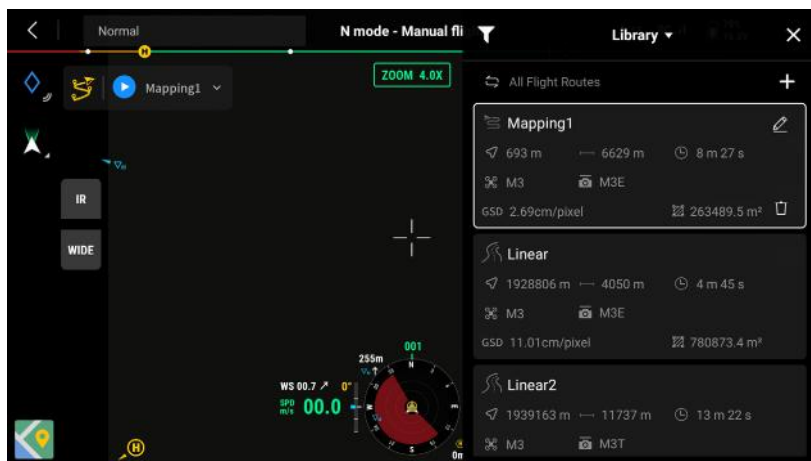 Normal
N mode - Manual fli
Library
H
ZOOM 4.0X
Mapping1
All Flight Routes
Mapping1
693 m 6629 m 8 m 27 s
M3 M3E
GSD 2.69cm/pixel 263489.5 m²
IR
WIDE
Linear
1928806 m 4050 m 4 m 45 s
M3 M3E
GSD 11.01cm/pixel 780873.4 m²
001
255m
N
WS 00.7 0°
SPD
m/s 00.0
W
E
S
0m
H
Linear2
1939163 m 11737 m 13 m 22 s
M3 M3T